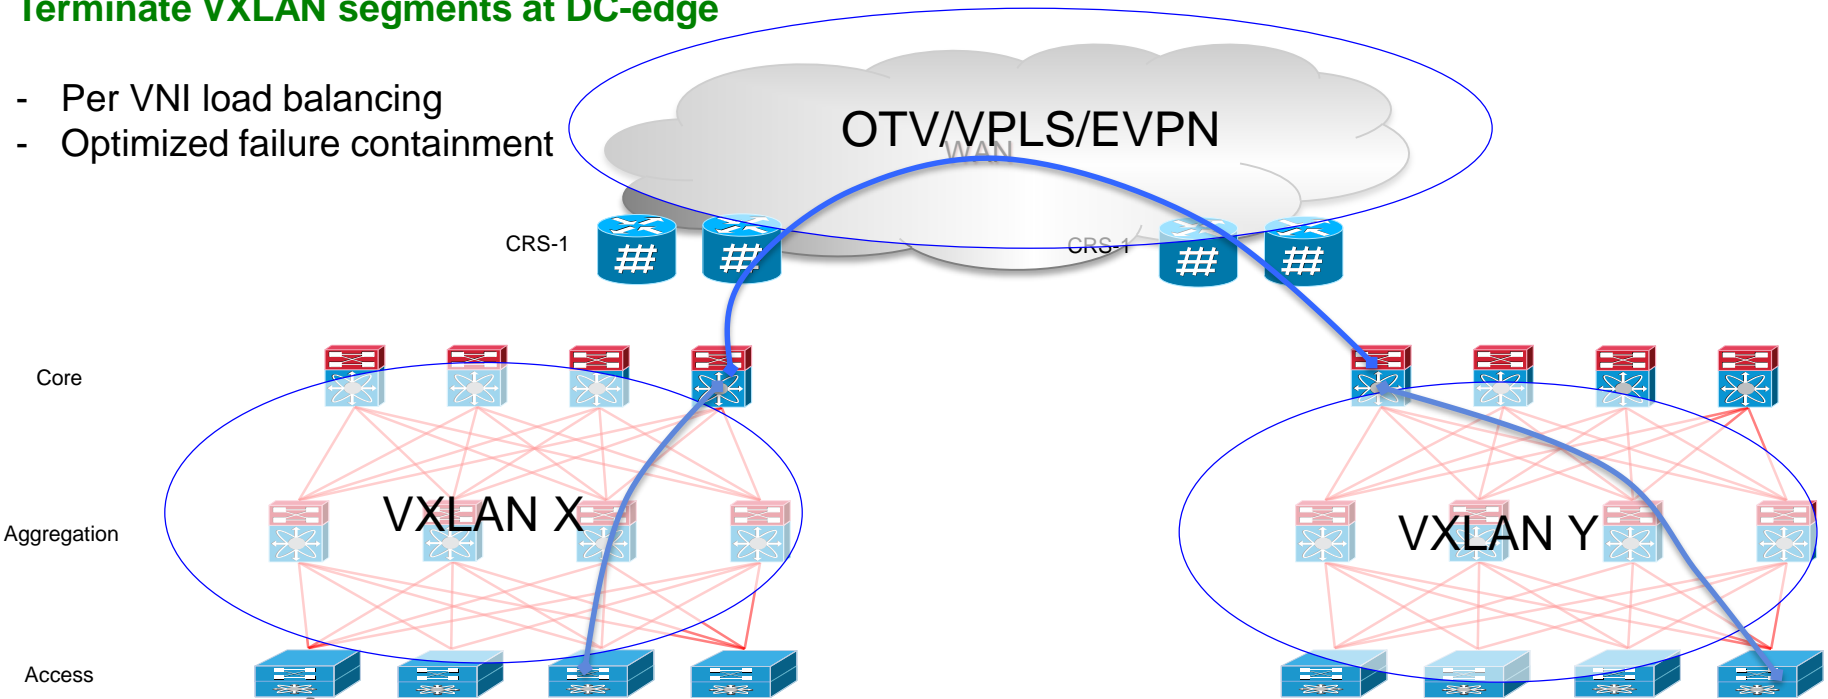 Terminate VXLAN segments at DC-edge
- Per VNI load balancing
- Optimized failure containment
OTV/VPLS/EVPN
WAN
CRS-1
CRS-1
Core
VXLAN X
VXLAN Y
Aggregation
Access